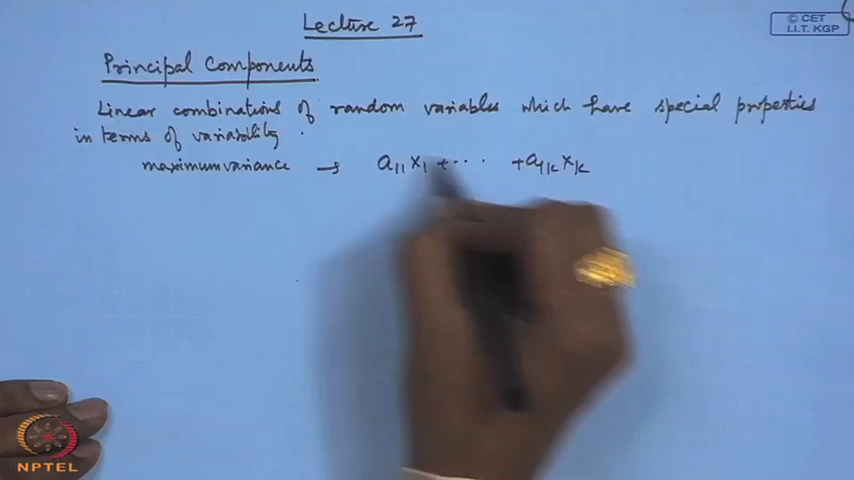 Lecture 27
© CET
I.I.T. KGP
Principal Components
Linear combinations of random variables which have special properties
in terms of variability.
maximum variance → a11 x1 + ... + a1k xk
NPTEL